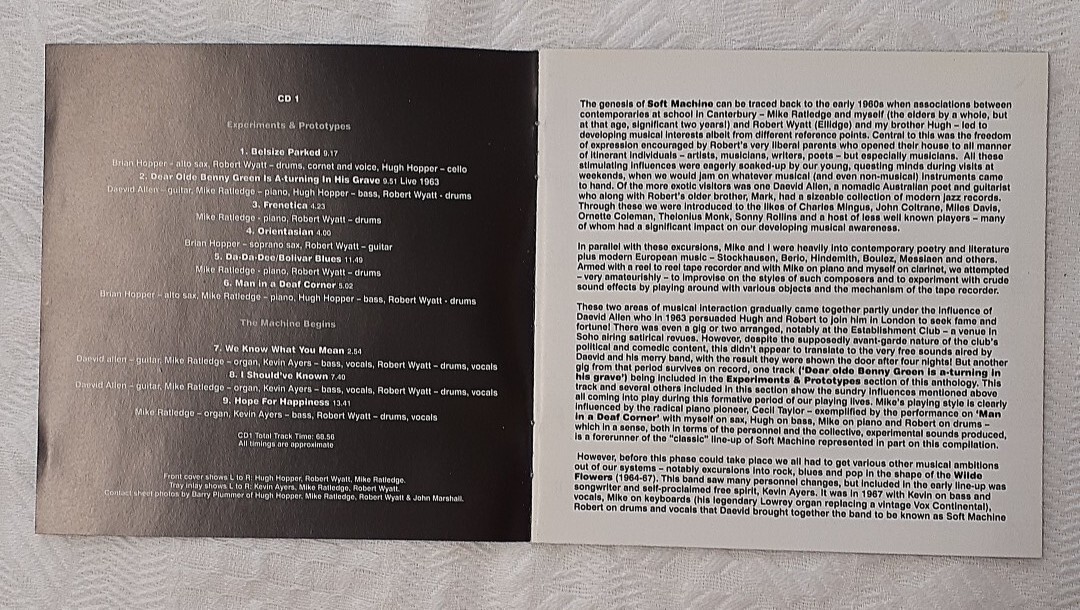 CD 1
Experiments & Prototypes
1. Belsize Parked 9.17
Brian Hopper - alto sax, Robert Wyatt – drums, cornet and voice, Hugh Hopper – cello
2. Dear Olde Benny Green Is A-turning In His Grave 9.51 Live 1963
Daevid Allen – guitar, Mike Ratledge – piano, Hugh Hopper – bass, Robert Wyatt - drums
3. Frenetica 4.23
Mike Ratledge - piano, Robert Wyatt – drums
4. Orientasian 4.00
Brian Hopper – soprano sax, Robert Wyatt – guitar
5. Da-Da-Dee/Bolivar Blues 11.49
Mike Ratledge - piano, Robert Wyatt – drums
6. Man in a Deaf Corner 5.02
Brian Hopper – alto sax, Mike Ratledge - piano, Hugh Hopper – bass, Robert Wyatt - drums
The Machine Begins
7. We Know What You Mean 2.54
Daevid allen – guitar, Mike Ratledge – organ, Kevin Ayers – bass, vocals, Robert Wyatt – drums, vocals
8. I Should've Known 7.40
Daevid Allen – guitar, Mike Ratledge – organ, Kevin Ayers – bass, vocals, Robert Wyatt – drums, vocals
9. Hope For Happiness 13.41
Mike Ratledge – organ, Kevin Ayers – bass, Robert Wyatt – drums, vocals
CD1 Total Track Time: 68.56
All timings are approximate
Front cover shows L to R: Hugh Hopper, Robert Wyatt, Mike Ratledge.
Tray inlay shows L to R: Kevin Ayers, Mike Ratledge, Robert Wyatt.
Contact sheet photos by Barry Plummer of Hugh Hopper, Mike Ratledge, Robert Wyatt & John Marshall.
The genesis of Soft Machine can be traced back to the early 1960s when associations between
contemporaries at school in Canterbury – Mike Ratledge and myself (the elders by a whole, but
at that age, significant two years!) and Robert Wyatt (Ellidge) and my brother Hugh – led to
developing musical interests albeit from different reference points. Central to this was the freedom
of expression encouraged by Robert's very liberal parents who opened their house to all manner
of itinerant individuals – artists, musicians, writers, poets – but especially musicians. All these
stimulating influences were eagerly soaked-up by our young, questing minds during visits at
weekends, when we would jam on whatever musical (and even non-musical) instruments came
to hand. Of the more exotic visitors was one Daevid Allen, a nomadic Australian poet and guitarist
who along with Robert's older brother, Mark, had a sizeable collection of modern jazz records.
Through these we were introduced to the likes of Charles Mingus, John Coltrane, Miles Davis,
Ornette Coleman, Thelonius Monk, Sonny Rollins and a host of less well known players – many
of whom had a significant impact on our developing musical awareness.
In parallel with these excursions, Mike and I were heavily into contemporary poetry and literature
plus modern European music – Stockhausen, Berio, Hindemith, Boulez, Messiaen and others.
Armed with a reel to reel tape recorder and with Mike on piano and myself on clarinet, we attempted
– very amateurishly – to improvise on the styles of such composers and to experiment with crude
sound effects by playing around with various objects and the mechanism of the tape recorder.
These two areas of musical interaction gradually came together partly under the influence of
Daevid Allen who in 1963 persuaded Hugh and Robert to join him in London to seek fame and
fortune! There was even a gig or two arranged, notably at the Establishment Club – a venue in
Soho airing satirical revues. However, despite the supposedly avant-garde nature of the club's
political and comedic content, this didn't appear to translate to the very free sounds aired by
Daevid and his merry band, with the result they were shown the door after four nights! But another
gig from that period survives on record, one track ('Dear olde Benny Green is a-turning in
his grave') being included in the Experiments & Prototypes section of this anthology. This
track and several others included in this section show the sundry influences mentioned above
all coming into play during this formative period of our playing lives. Mike's playing style is clearly
influenced by the radical piano pioneer, Cecil Taylor – exemplified by the performance on 'Man
in a Deaf Corner' with myself on sax, Hugh on bass, Mike on piano and Robert on drums –
which in a sense, both in terms of the personnel and the collective, experimental sounds produced,
is a forerunner of the "classic" line-up of Soft Machine represented in part on this compilation.
However, before this phase could take place we all had to get various other musical ambitions
out of our systems – notably excursions into rock, blues and pop in the shape of the Wilde
Flowers (1964-67). This band saw many personnel changes, but included in the early line-up was
songwriter and self-proclaimed free spirit, Kevin Ayers. It was in 1967 with Kevin on bass and
vocals, Mike on keyboards (his legendary Lowrey organ replacing a vintage Vox Continental),
Robert on drums and vocals that Daevid brought together the band to be known as Soft Machine